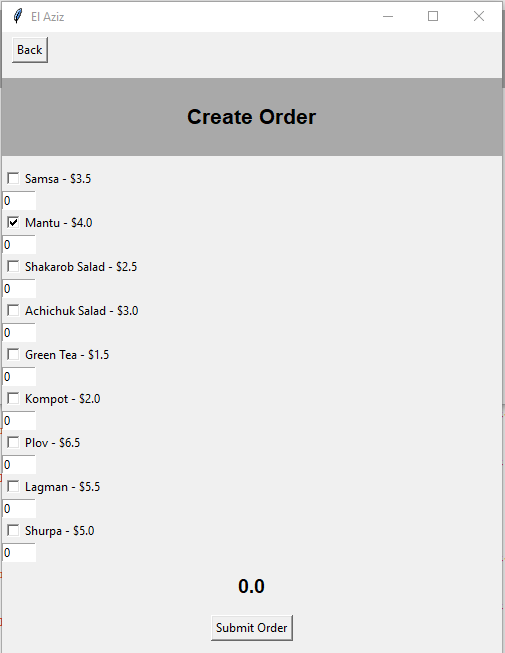 El Aziz
Back
Create Order
Samsa - $3.5
0
Mantu - $4.0
0
Shakarob Salad - $2.5
0
Achichuk Salad - $3.0
0
Green Tea - $1.5
0
Kompot - $2.0
0
Plov - $6.5
0
Lagman - $5.5
0
Shurpa - $5.0
0
0.0
Submit Order